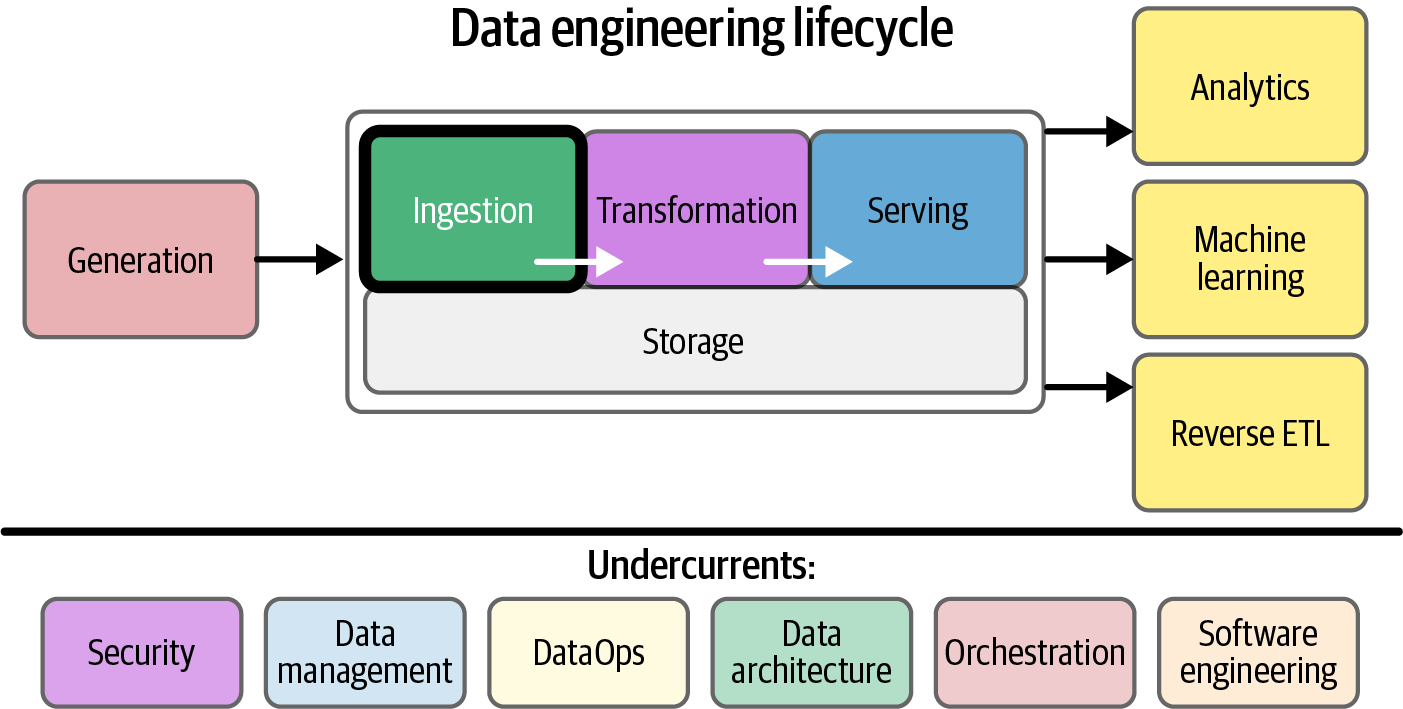 Data engineering lifecycle
Generation
Ingestion
Transformation
Serving
Storage
Analytics
Machine
learning
Reverse ETL
Undercurrents:
Security
Data
management
DataOps
Data
architecture
Orchestration
Software
engineering